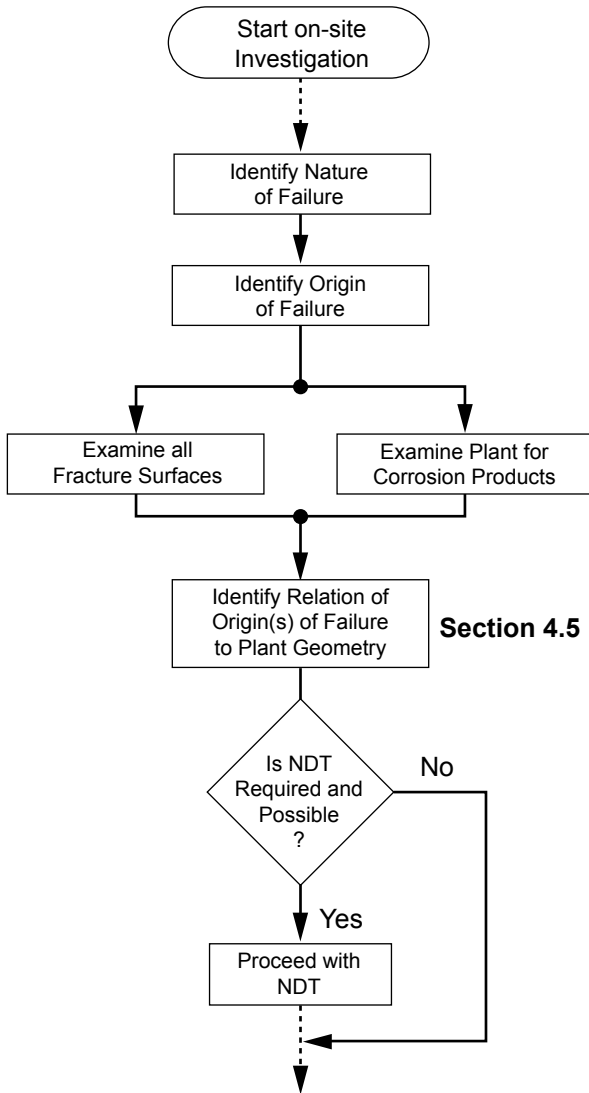 Start on-site
Investigation
Identify Nature
of Failure
Identify Origin
of Failure
Examine all
Fracture Surfaces
Examine Plant for
Corrosion Products
Identify Relation of
Origin(s) of Failure
to Plant Geometry
Section 4.5
Is NDT
Required and
Possible
?
No
Yes
Proceed with
NDT